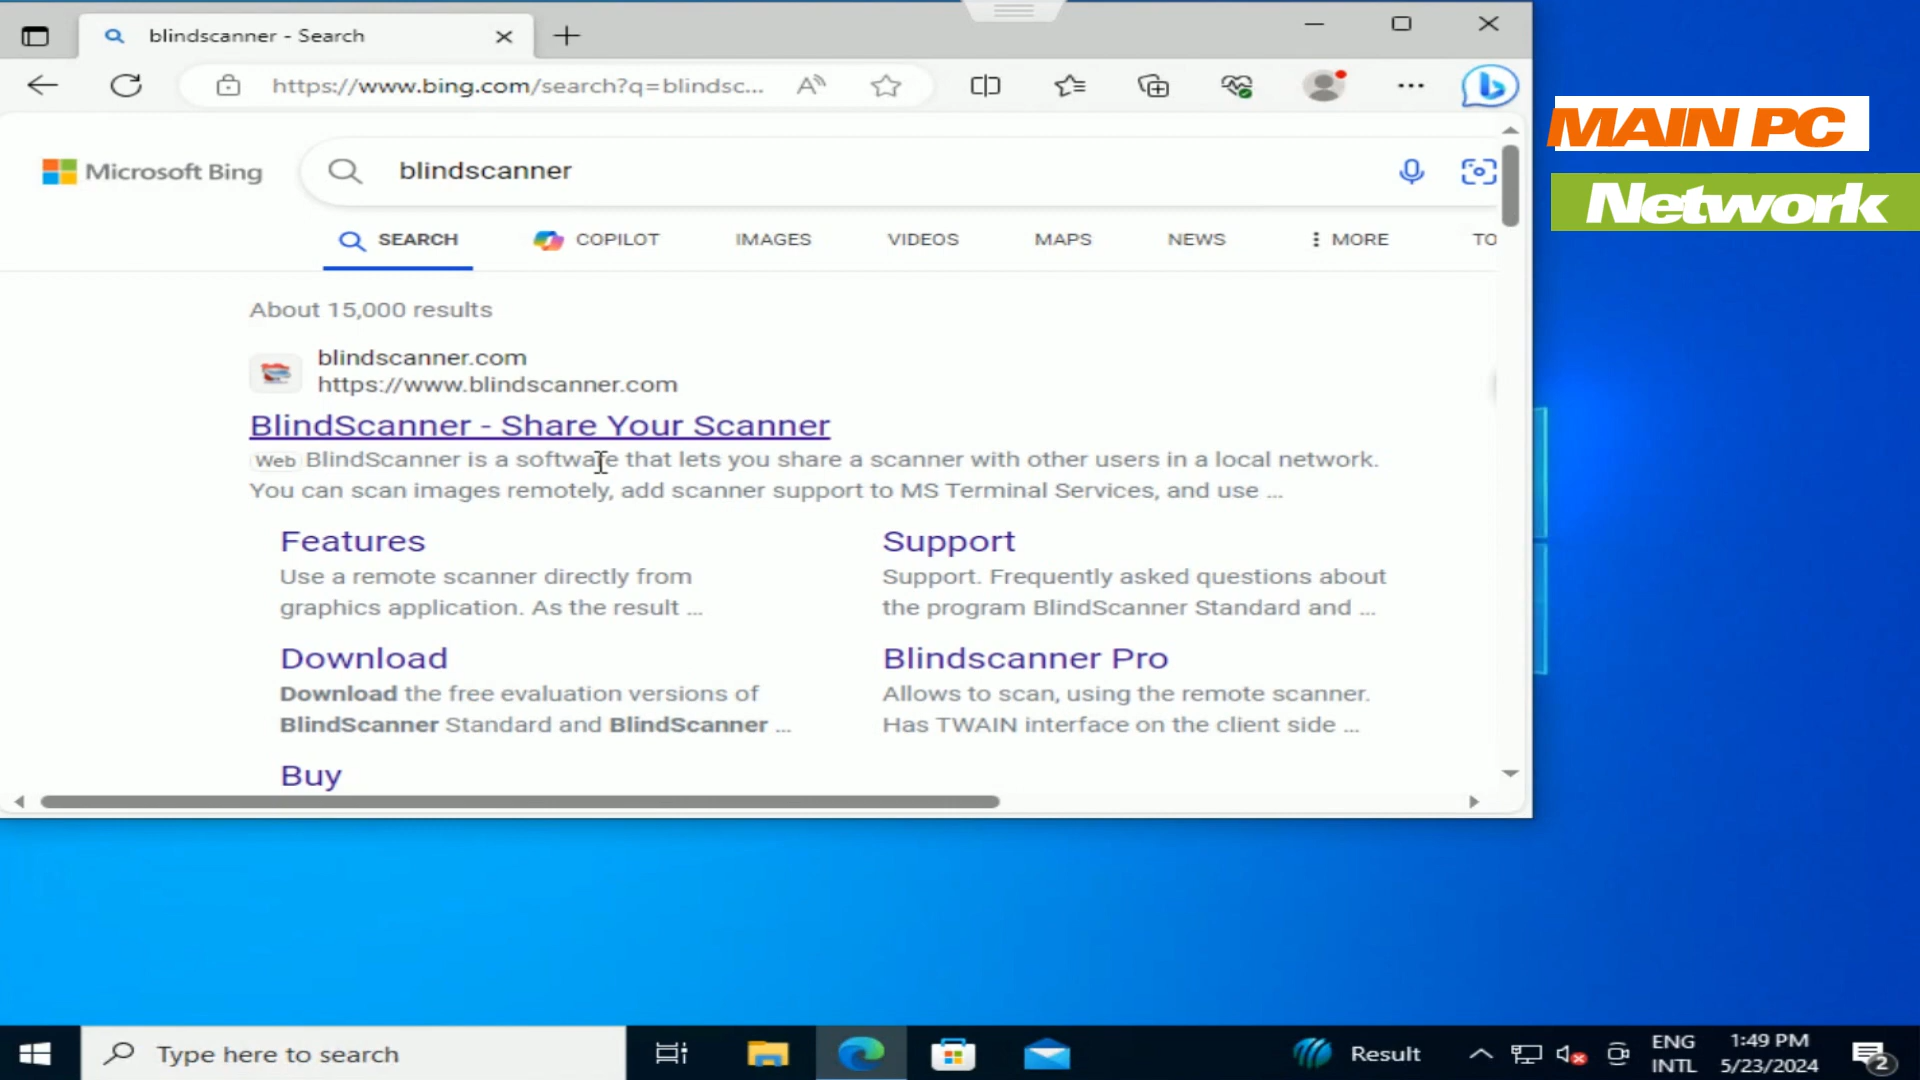 blindscanner - Search
https://www.bing.com/search?q=blindsc...
MAIN PC
Network
Microsoft Bing
blindscanner
SEARCH
COPILOT
IMAGES
VIDEOS
MAPS
NEWS
MORE
TO
About 15,000 results
blindscanner.com
https://www.blindscanner.com
BlindScanner - Share Your Scanner
Web BlindScanner is a software that lets you share a scanner with other users in a local network.
You can scan images remotely, add scanner support to MS Terminal Services, and use ...
Features
Use a remote scanner directly from
graphics application. As the result ...
Support
Support. Frequently asked questions about
the program BlindScanner Standard and ...
Download
Download the free evaluation versions of
BlindScanner Standard and BlindScanner ...
Blindscanner Pro
Allows to scan, using the remote scanner.
Has TWAIN interface on the client side ...
Buy
Type here to search
Result
ENG
INTL
1:49 PM
5/23/2024
2